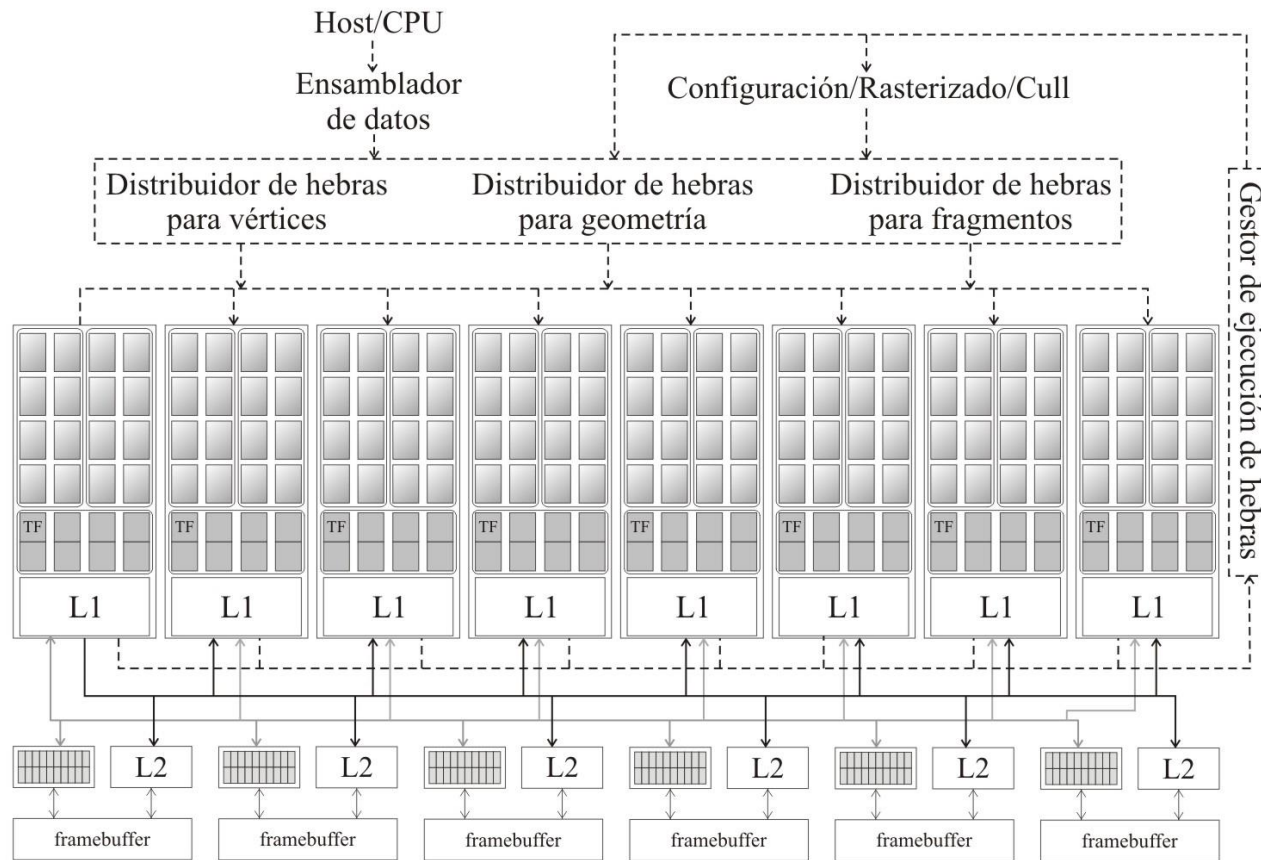 Host/CPU
Ensamblador
de datos
Configuración/Rasterizado/Cull
Distribuidor de hebras
para vértices
Distribuidor de hebras
para geometría
Distribuidor de hebras
para fragmentos
Gestor de ejecución de hebras
TF
TF
TF
TF
TF
TF
TF
TF
L1
L1
L1
L1
L1
L1
L1
L1
L2
L2
L2
L2
L2
L2
framebuffer
framebuffer
framebuffer
framebuffer
framebuffer
framebuffer